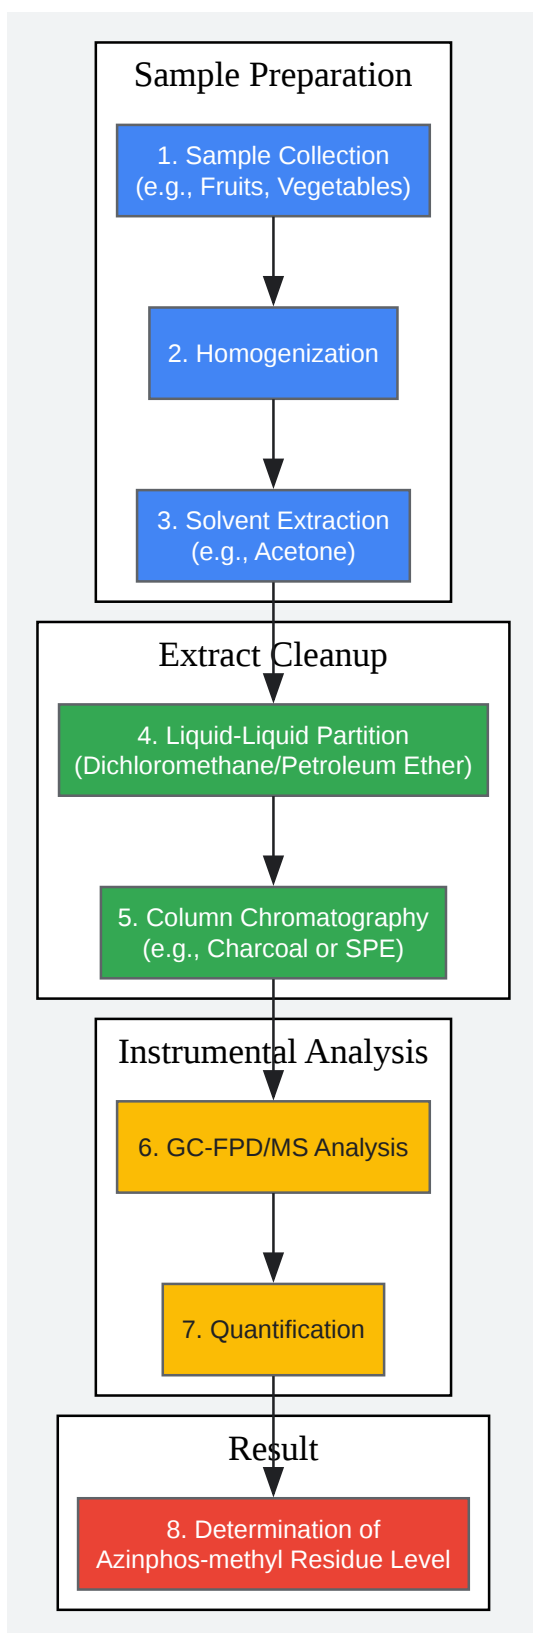 Sample Preparation
1. Sample Collection
(e.g., Fruits, Vegetables)
2. Homogenization
3. Solvent Extraction
(e.g., Acetone)
Extract Cleanup
4. Liquid-Liquid Partition
(Dichloromethane/Petroleum Ether)
5. Column Chromatography
(e.g., Charcoal or SPE)
Instrumental Analysis
6. GC-FPD/MS Analysis
7. Quantification
Result
8. Determination of
Azinphos-methyl Residue Level